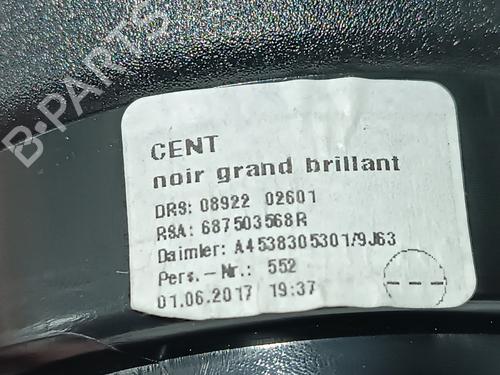 B-PARTS
CENT
noir grand brillant
DRS: 08922 02601
RSA: 687503568R
Daimler: A4538305301/9J63
Pers.-Nr.: 552
01.06.2017 19:37